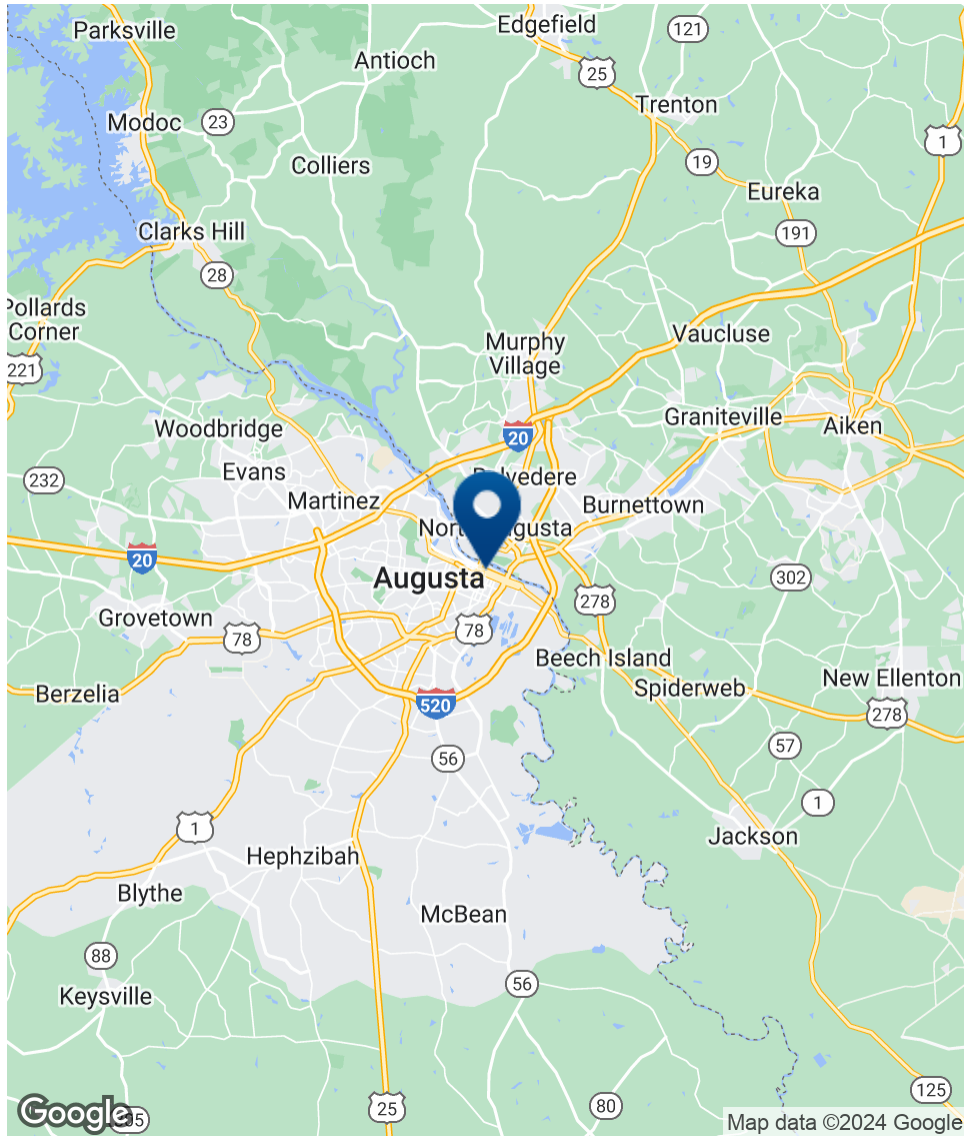 Parksville
Edgefield
121
Antioch
25
Trenton
Modoc
23
1
Colliers
19
Eureka
Clarks Hill
191
28
Pollards
Corner
Murphy
Village
Vaucluse
221
Graniteville
Woodbridge
20
Aiken
Evans
232
Belvedere
Martinez
Burnettown
North Augusta
20
Augusta
302
278
Grovetown
78
78
Beech Island
New Ellenton
Berzelia
Spiderweb
520
278
57
56
1
1
Jackson
Hephzibah
Blythe
McBean
88
56
Keysville
125
Google
25
80
Map data ©2024 Google